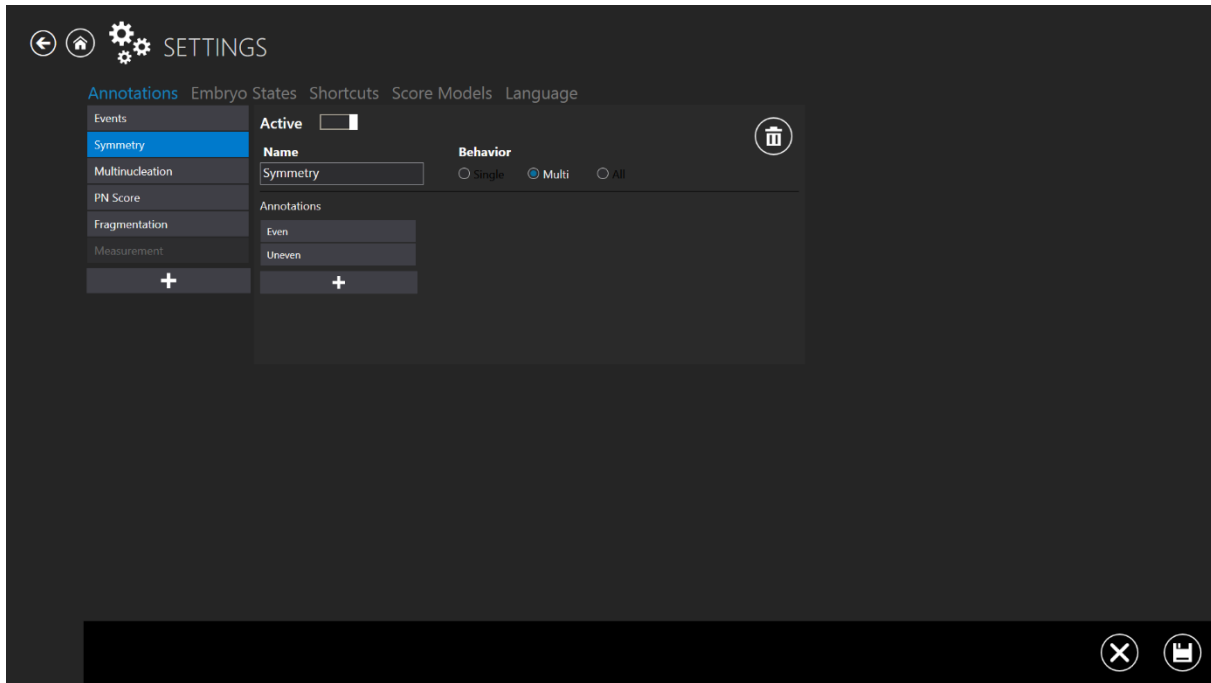 SETTINGS
Annotations Embryo States Shortcuts Score Models Language
Events
Symmetry
Multinucleation
PN Score
Fragmentation
Measurement
Active
Name
Behavior
Symmetry
Single Multi All
Annotations
Even
Uneven